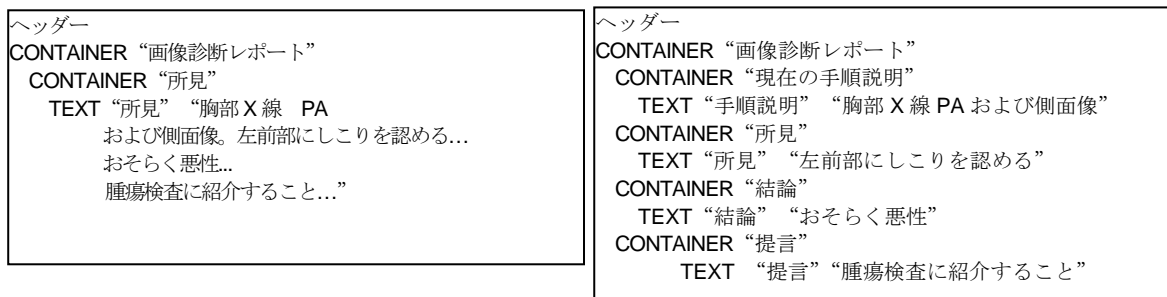 ヘッダー
CONTAINER “画像診断レポート”
CONTAINER “所見”
TEXT “所見” “胸部 X 線 PA
および側面像。左前部にしこりを認める…
おそらく悪性...
腫瘍検査に紹介すること…”
ヘッダー
CONTAINER “画像診断レポート”
CONTAINER “現在の手順説明”
TEXT “手順説明” “胸部 X 線 PA および側面像”
CONTAINER “所見”
TEXT “所見” “左前部にしこりを認める”
CONTAINER “結論”
TEXT “結論” “おそらく悪性”
CONTAINER “提言”
TEXT “提言” “腫瘍検査に紹介すること”